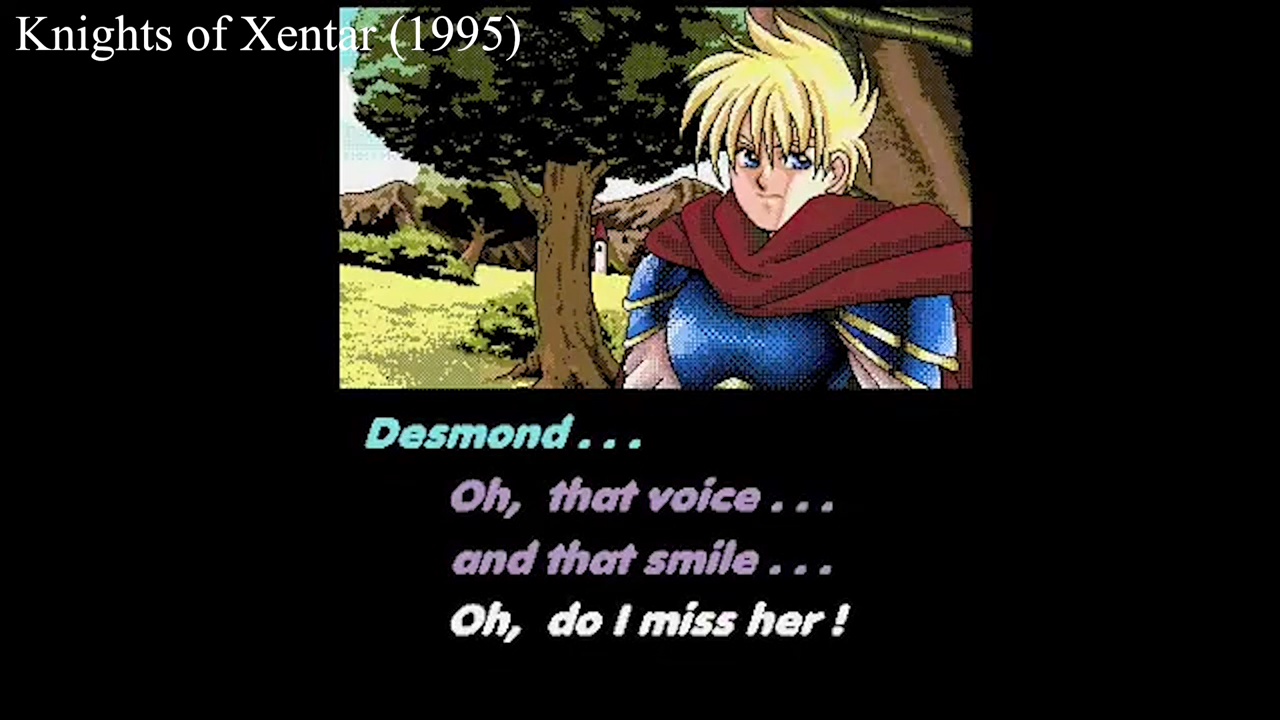 Knights of Xentar (1995)
Desmond . . .
Oh, that voice . . .
and that smile . . .
Oh, do I miss her !